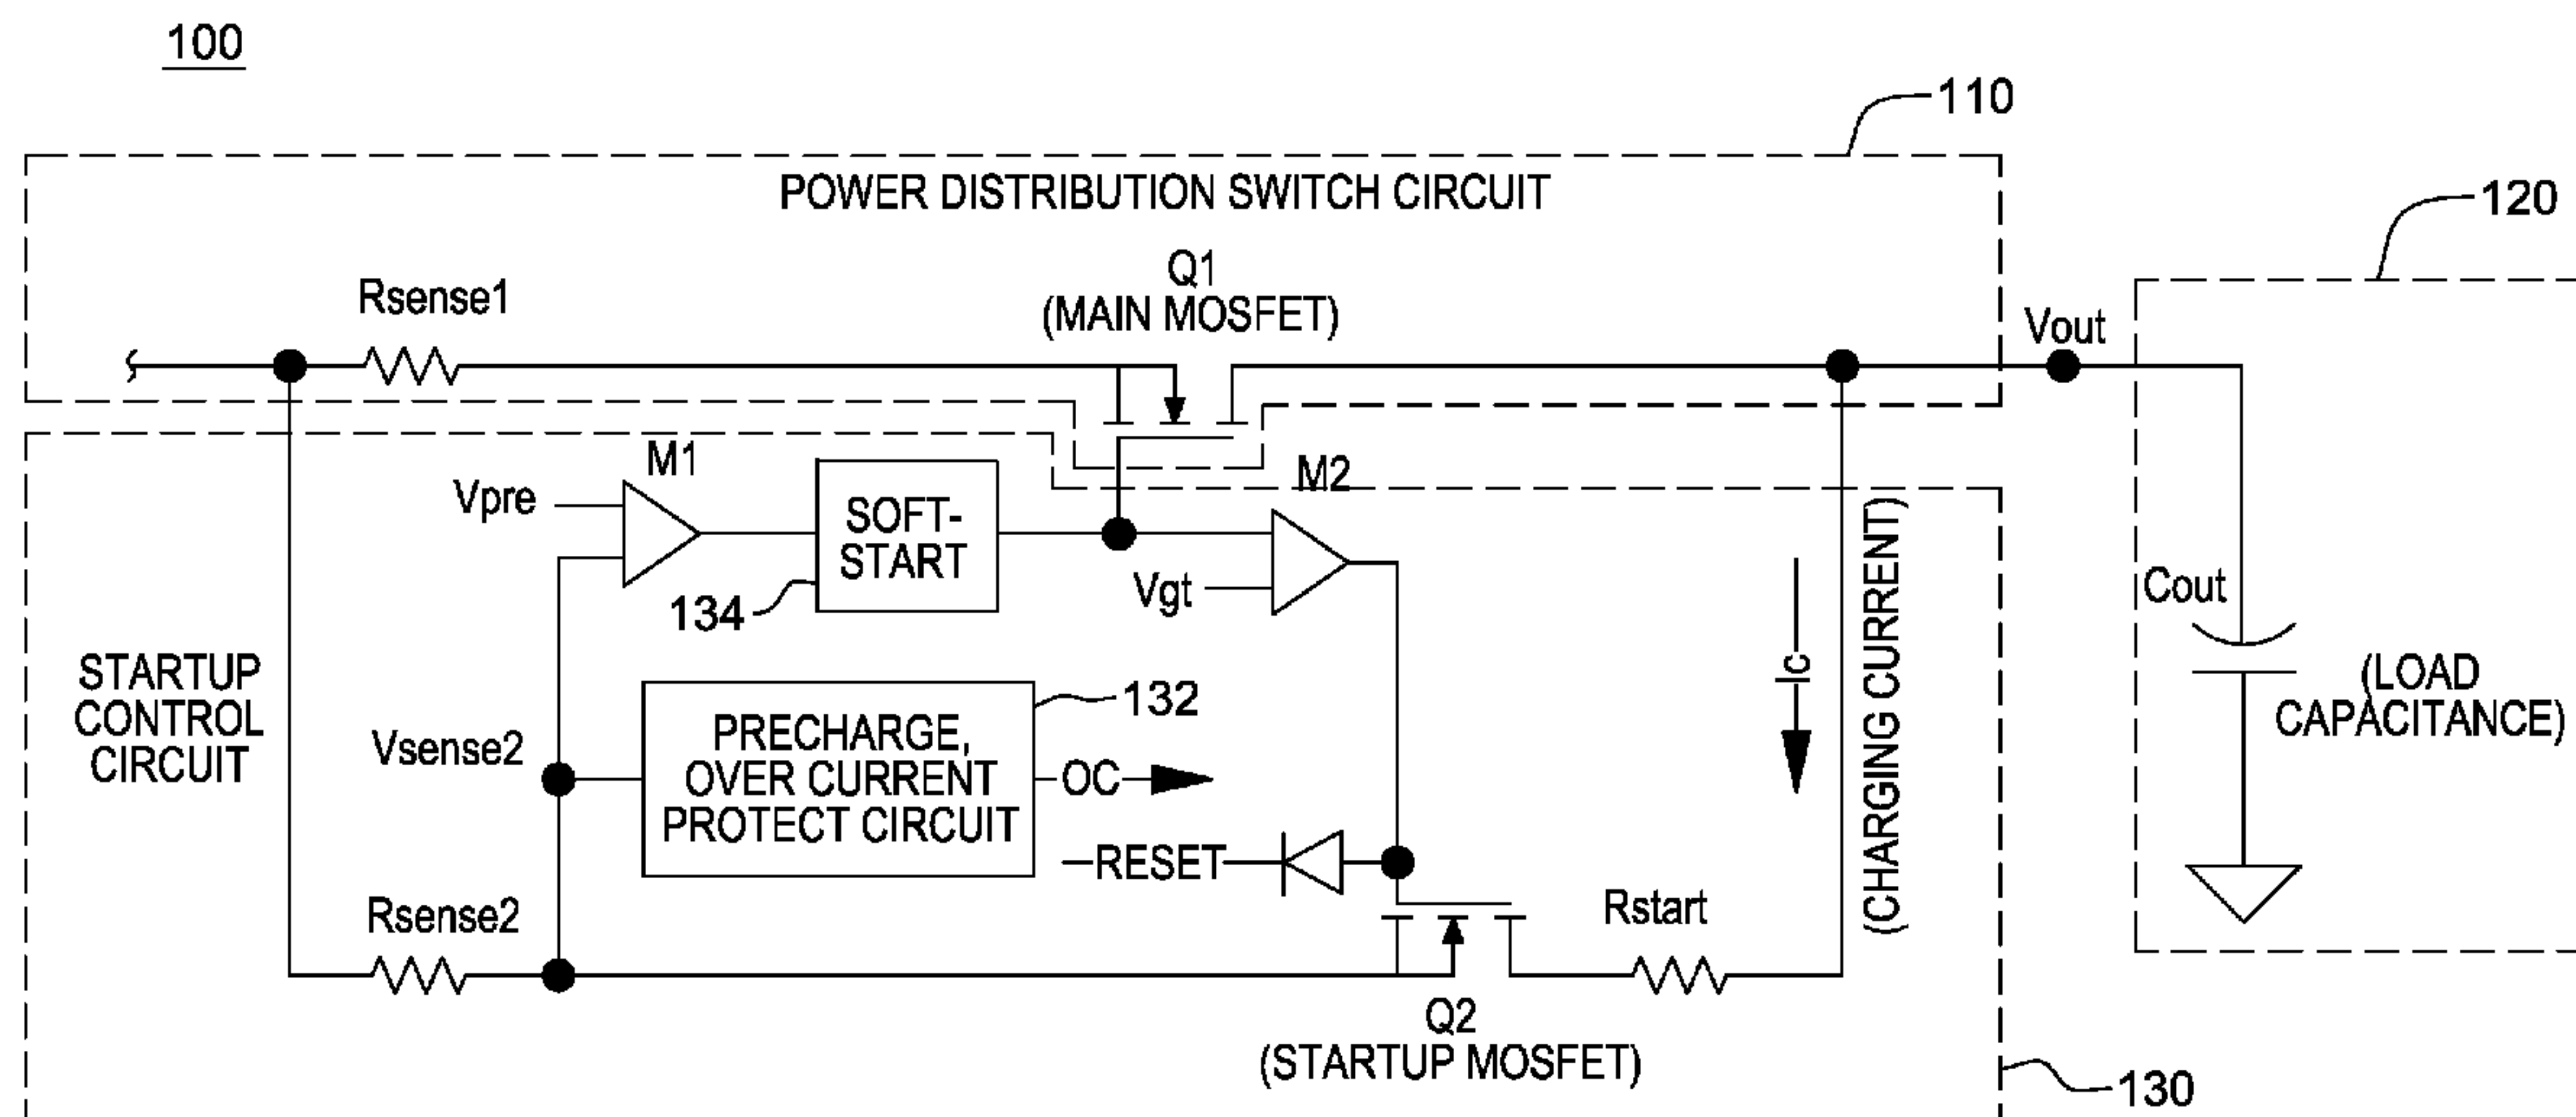 100
110
POWER DISTRIBUTION SWITCH CIRCUIT
120
Q1
(MAIN MOSFET)
Rsense1
Vout
M1
M2
Vpre
SOFT-
START
134
Vgt
Cout
(LOAD
CAPACITANCE)
Ic
(CHARGING CURRENT)
STARTUP
CONTROL
CIRCUIT
Vsense2
PRECHARGE,
OVER CURRENT
PROTECT CIRCUIT
132
OC
RESET
Rsense2
Rstart
Q2
(STARTUP MOSFET)
130